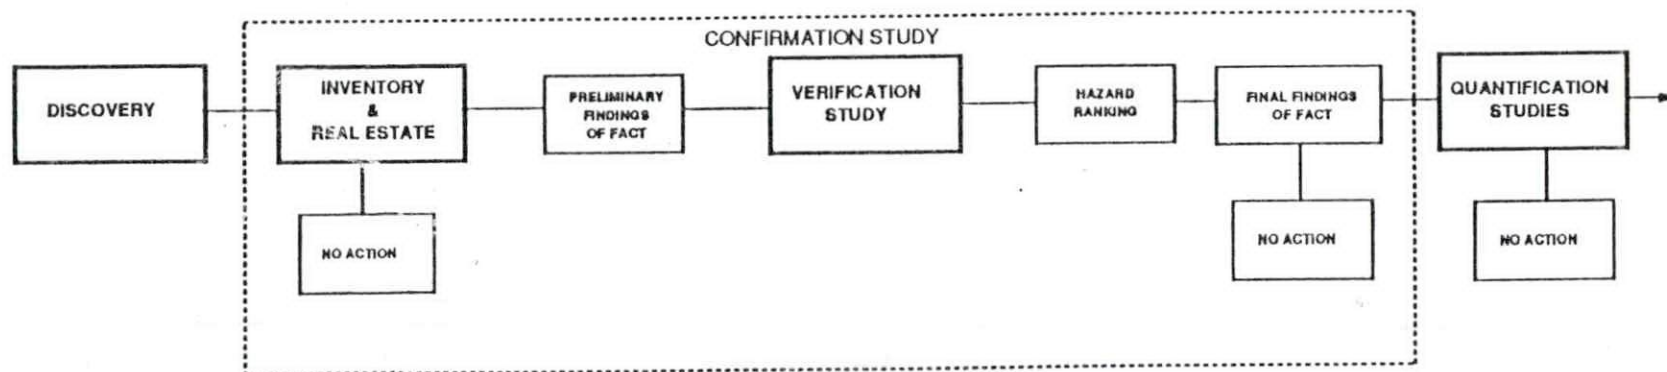 CONFIRMATION STUDY
DISCOVERY
INVENTORY
&
REAL ESTATE
PRELIMINARY
FINDINGS
OF FACT
VERIFICATION
STUDY
HAZARD
RANKING
FINAL FINDINGS
OF FACT
QUANTIFICATION
STUDIES
NO ACTION
NO ACTION
NO ACTION